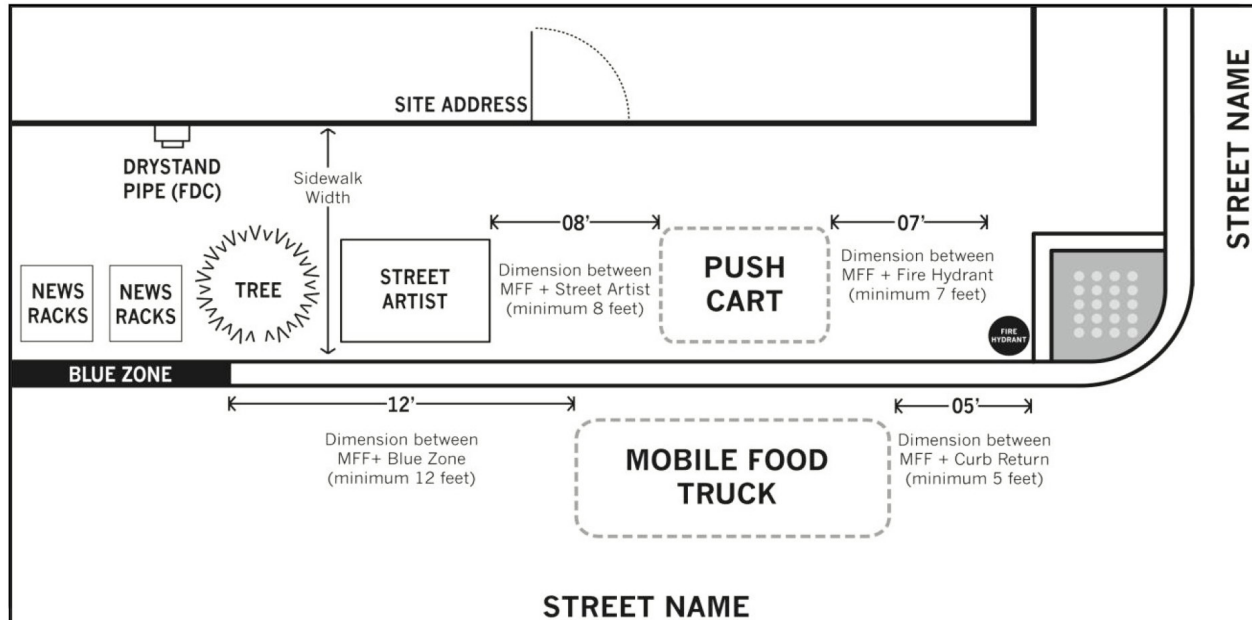 SITE ADDRESS
DRYSTAND
PIPE (FDC)
Sidewalk
Width
08'
07'
NEWS
RACKS
NEWS
RACKS
TREE
STREET
ARTIST
Dimension between
MFF + Street Artist
(minimum 8 feet)
PUSH
CART
Dimension between
MFF + Fire Hydrant
(minimum 7 feet)
FIRE
HYDRANT
BLUE ZONE
12'
05'
Dimension between
MFF+ Blue Zone
(minimum 12 feet)
MOBILE FOOD
TRUCK
Dimension between
MFF + Curb Return
(minimum 5 feet)
STREET NAME
STREET NAME